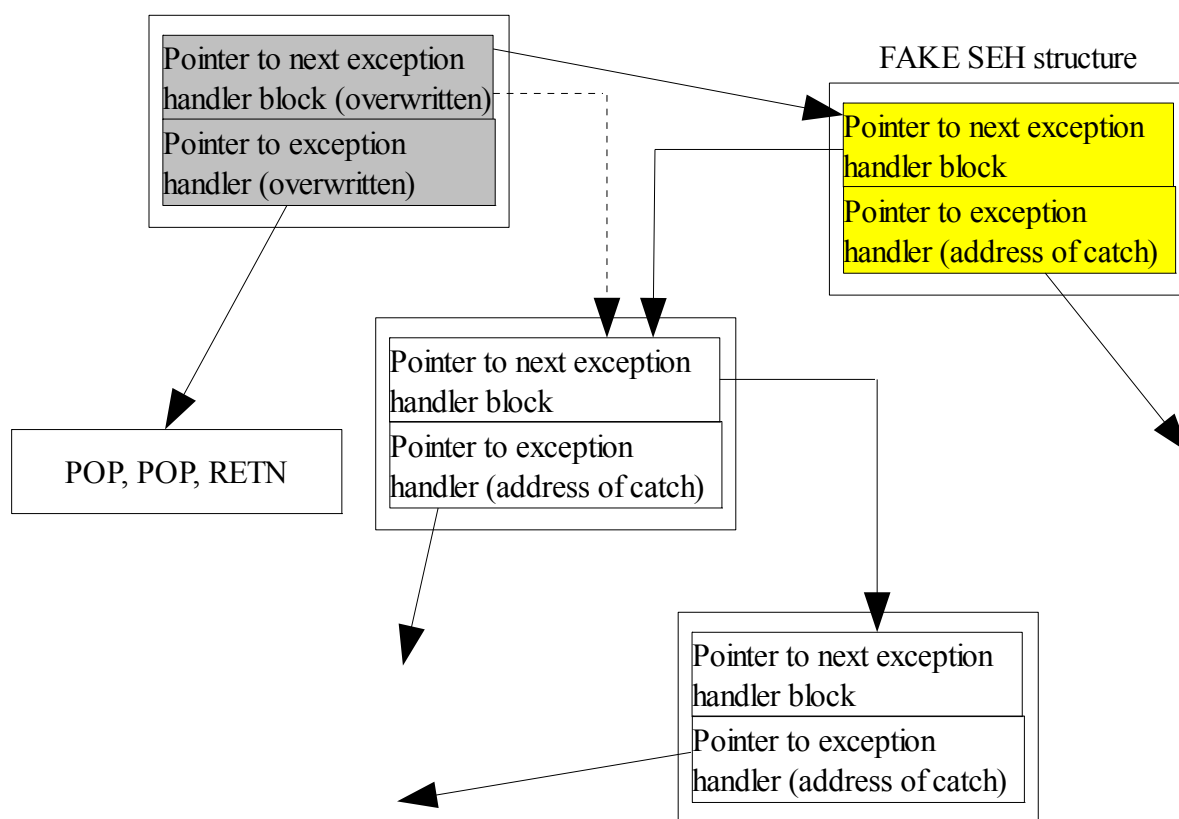 Pointer to next exception
handler block (overwritten)
Pointer to exception
handler (overwritten)
FAKE SEH structure
Pointer to next exception
handler block
Pointer to exception
handler (address of catch)
Pointer to next exception
handler block
Pointer to exception
handler (address of catch)
POP, POP, RETN
Pointer to next exception
handler block
Pointer to exception
handler (address of catch)